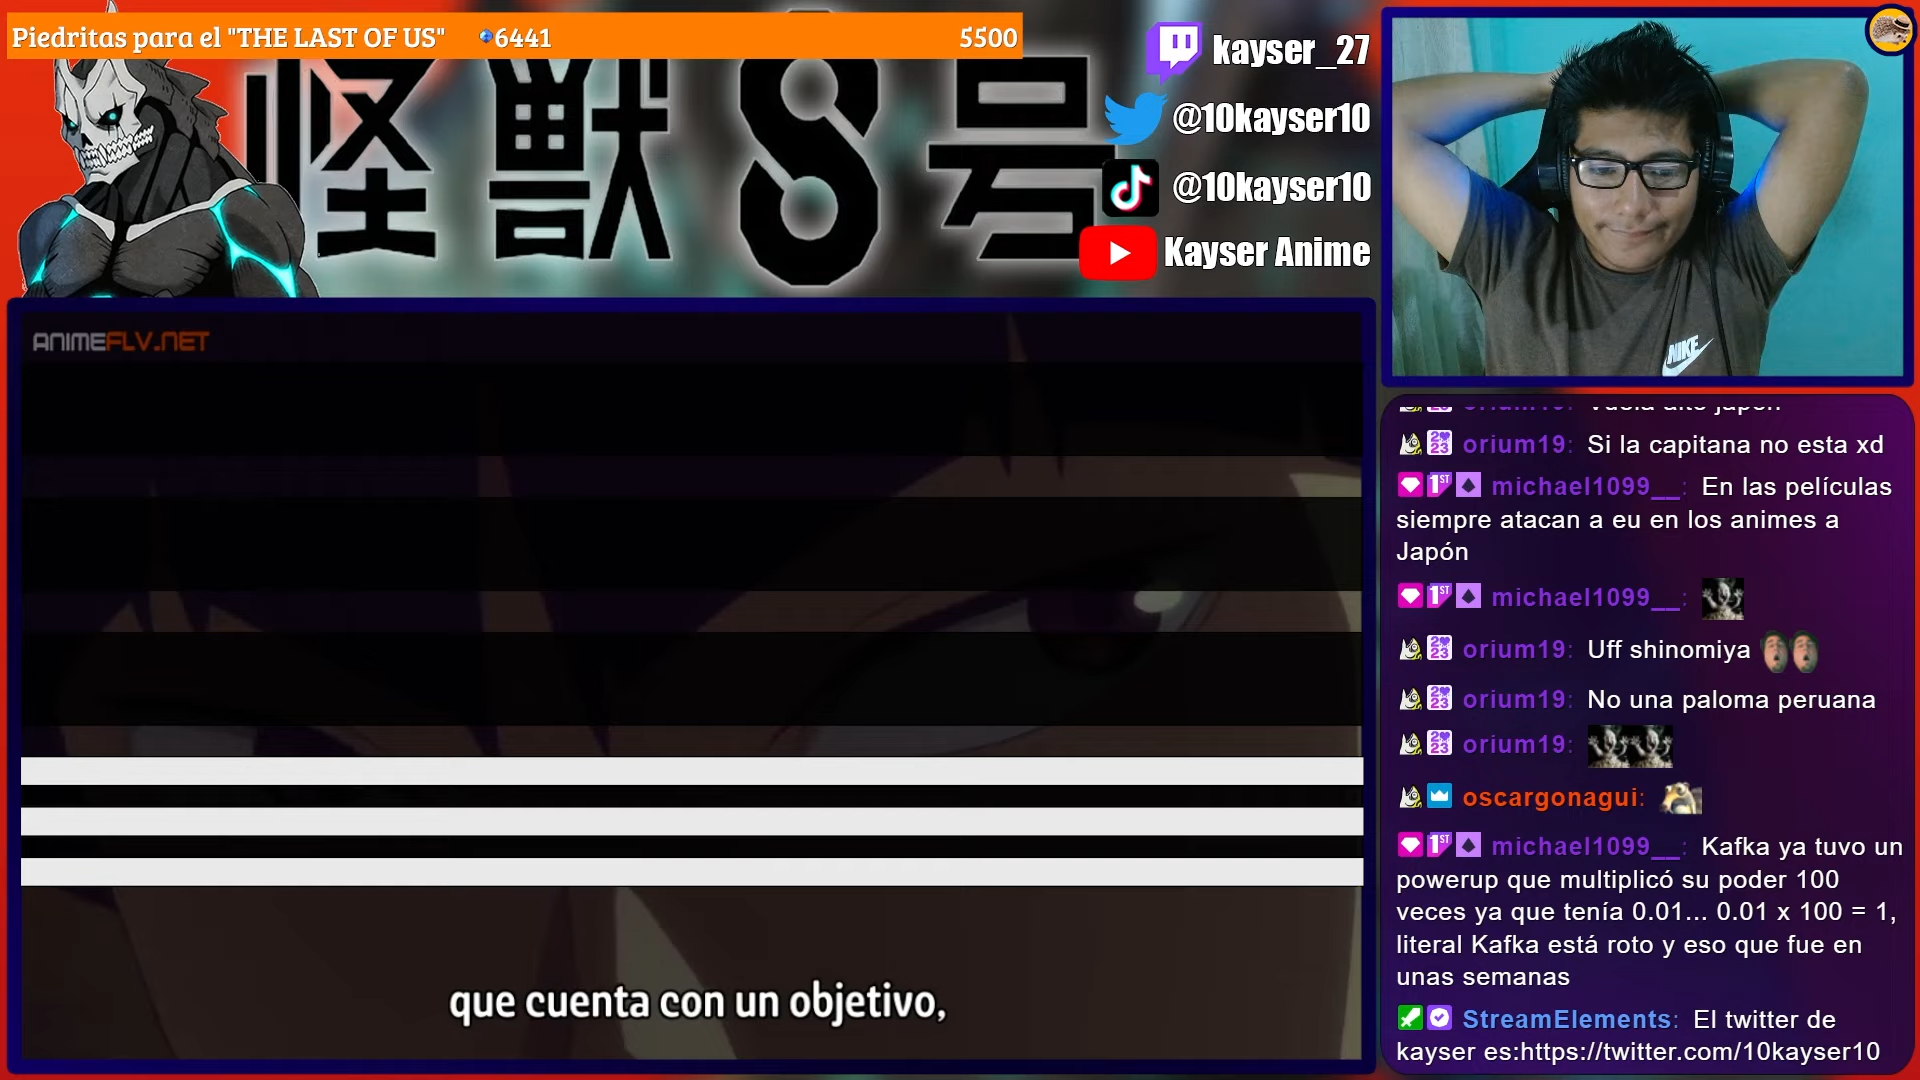 Piedritas para el "THE LAST OF US" 6441 5500
怪獣8号
kayser_27
@10kayser10
@10kayser10
Kayser Anime
ANIMEFLV.NET
que cuenta con un objetivo,
NIKE
orium19: Vuela alto japon
orium19: Si la capitana no esta xd
michael1099__: En las películas
siempre atacan a eu en los animes a
Japón
michael1099__:
orium19: Uff shinomiya
orium19: No una paloma peruana
orium19:
oscargonagui:
michael1099__: Kafka ya tuvo un
powerup que multiplicó su poder 100
veces ya que tenía 0.01... 0.01 x 100 = 1,
literal Kafka está roto y eso que fue en
unas semanas
StreamElements: El twitter de
kayser es:https://twitter.com/10kayser10